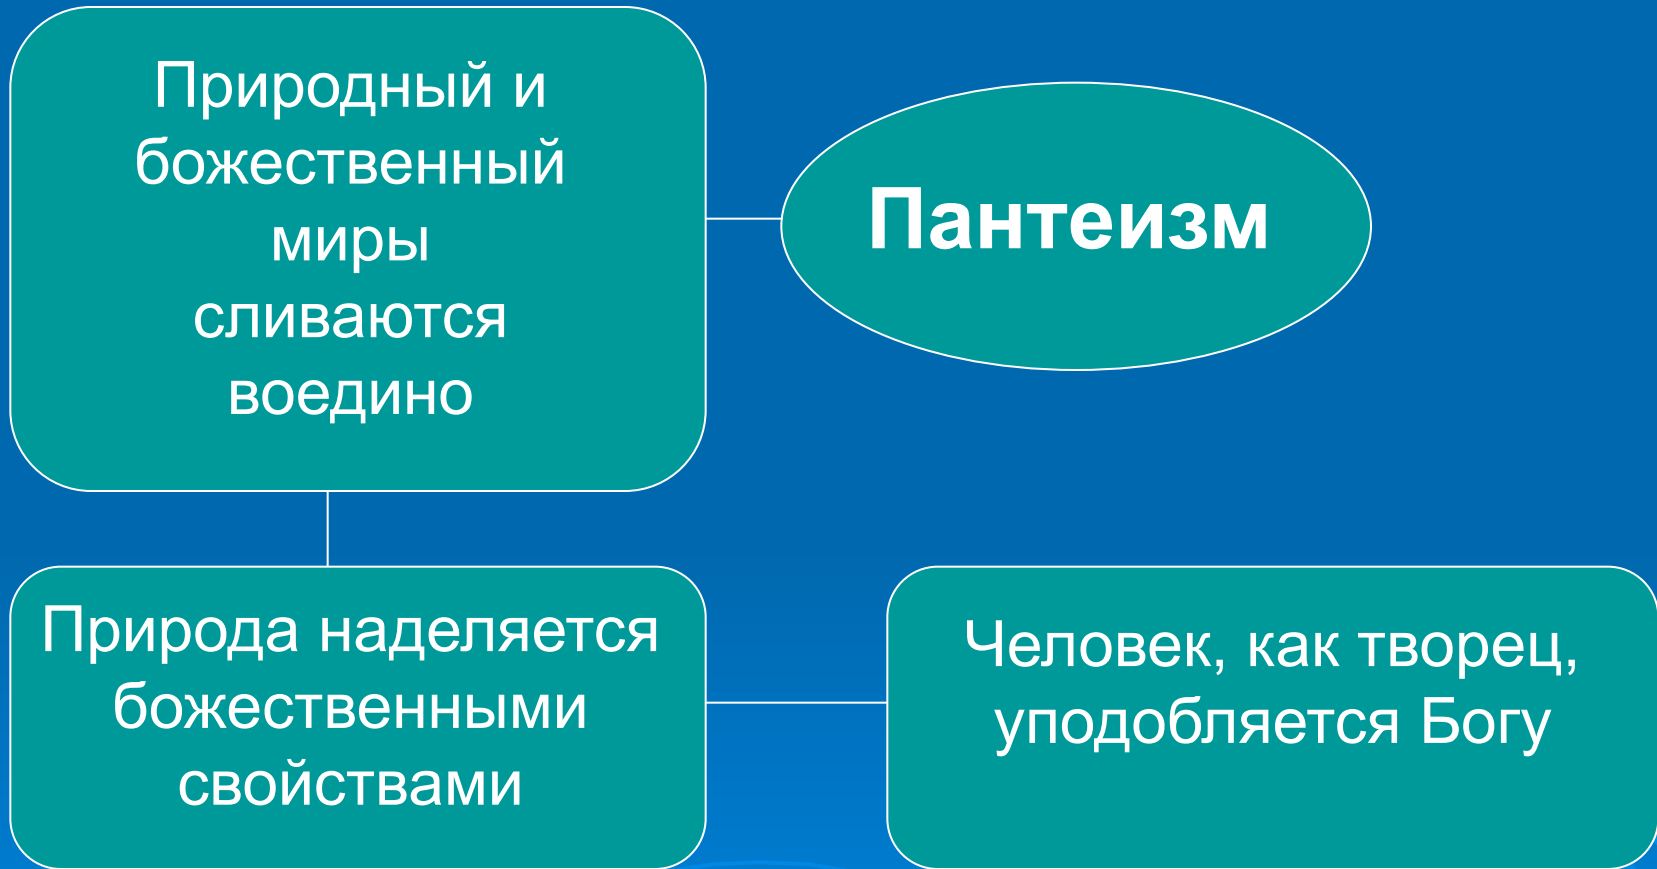 Природный и
божественный
миры
сливаются
воедино
Пантеизм
Природа наделяется
божественными
свойствами
Человек, как творец,
уподобляется Богу